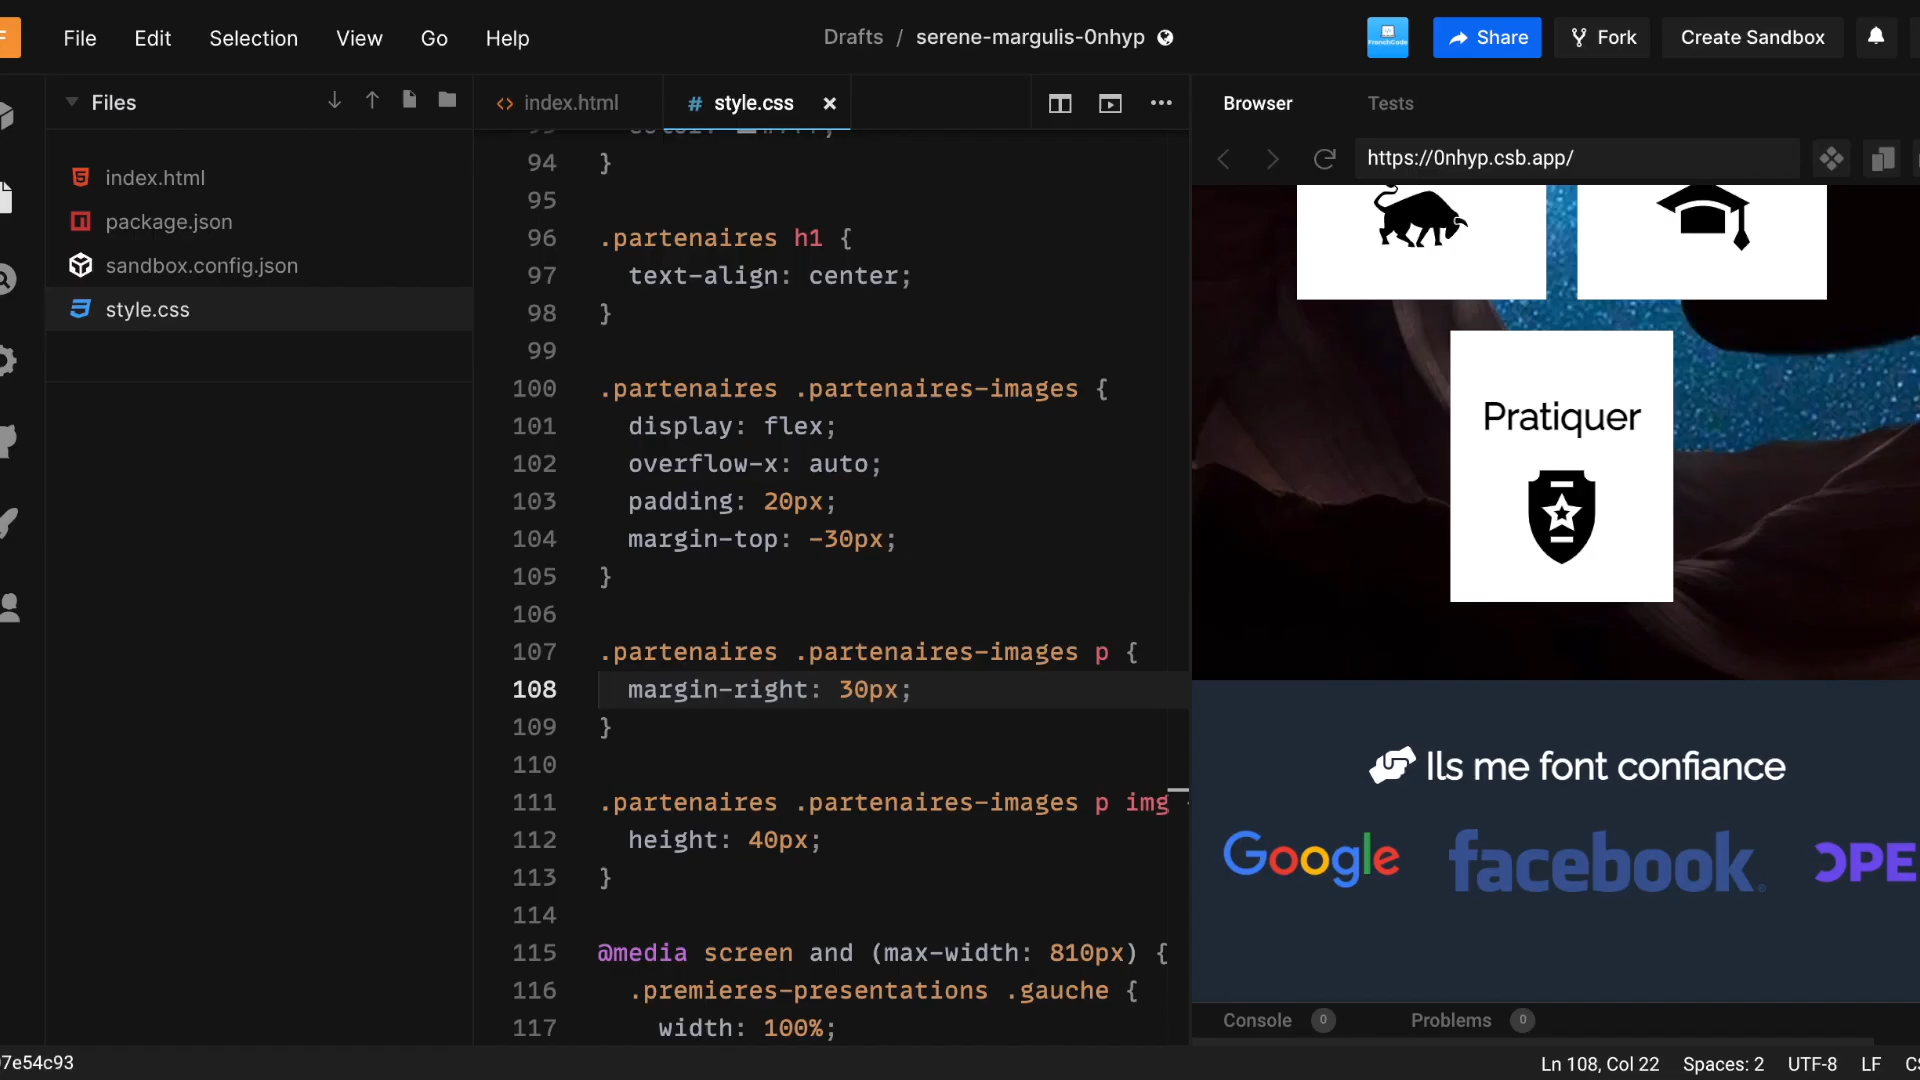 File Edit Selection View Go Help
Drafts / serene-margulis-0nhyp
FrenchCode
Share
Fork
Create Sandbox
Files
index.html
package.json
sandbox.config.json
style.css
<> index.html
# style.css ×
94 }
95
96 .partenaires h1 {
97 text-align: center;
98 }
99
100 .partenaires .partenaires-images {
101 display: flex;
102 overflow-x: auto;
103 padding: 20px;
104 margin-top: -30px;
105 }
106
107 .partenaires .partenaires-images p {
108 margin-right: 30px;
109 }
110
111 .partenaires .partenaires-images p img
112 height: 40px;
113 }
114
115 @media screen and (max-width: 810px) {
116 .premieres-presentations .gauche {
117 width: 100%;
Browser Tests
https://0nhyp.csb.app/
Pratiquer
Ils me font confiance
Google facebook OPE
Console 0 Problems 0
7e54c93
Ln 108, Col 22 Spaces: 2 UTF-8 LF